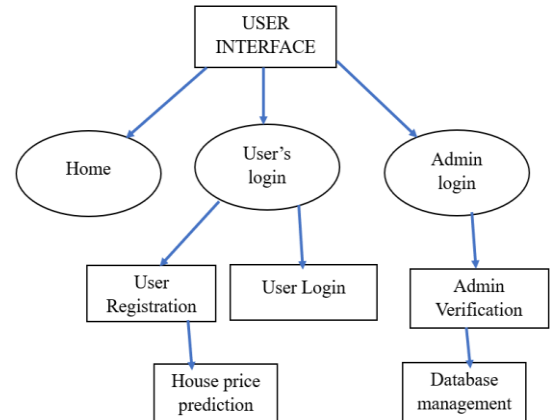 USER
INTERFACE
Home
User’s
login
Admin
login
User
Registration
User Login
Admin
Verification
House price
prediction
Database
management